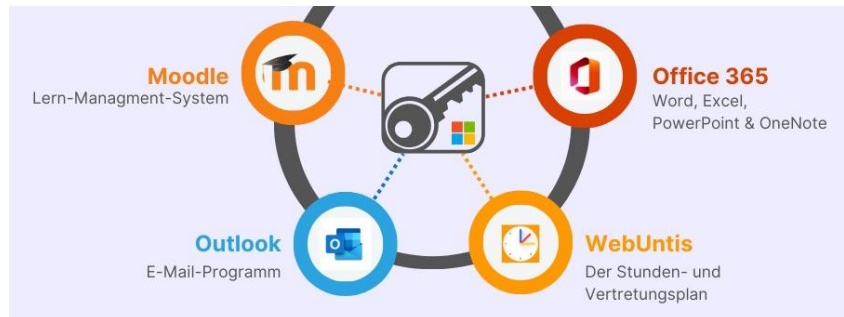 Moodle
Lern-Managment-System
Office 365
Word, Excel,
PowerPoint & OneNote
Outlook
E-Mail-Programm
WebUntis
Der Stunden- und
Vertretungsplan